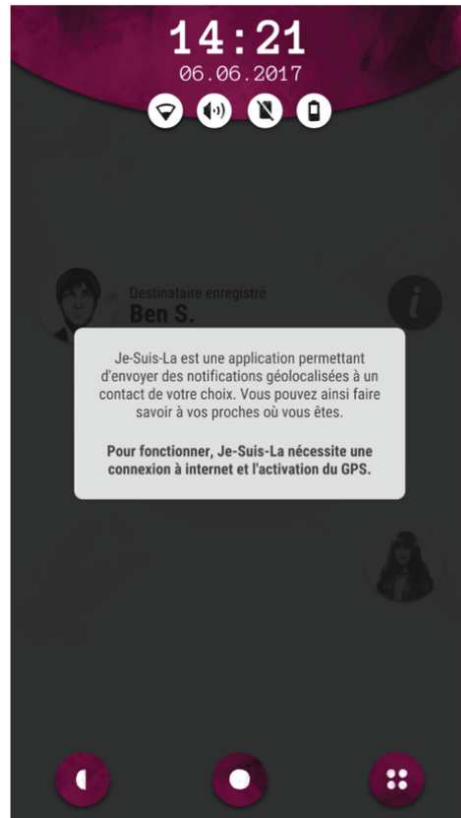 14:21
06.06.2017
Destinataire enregistré
Ben S.
i
Je-Suis-La est une application permettant
d'envoyer des notifications géolocalisées à un
contact de votre choix. Vous pouvez ainsi faire
savoir à vos proches où vous êtes.
Pour fonctionner, Je-Suis-La nécessite une
connexion à internet et l'activation du GPS.